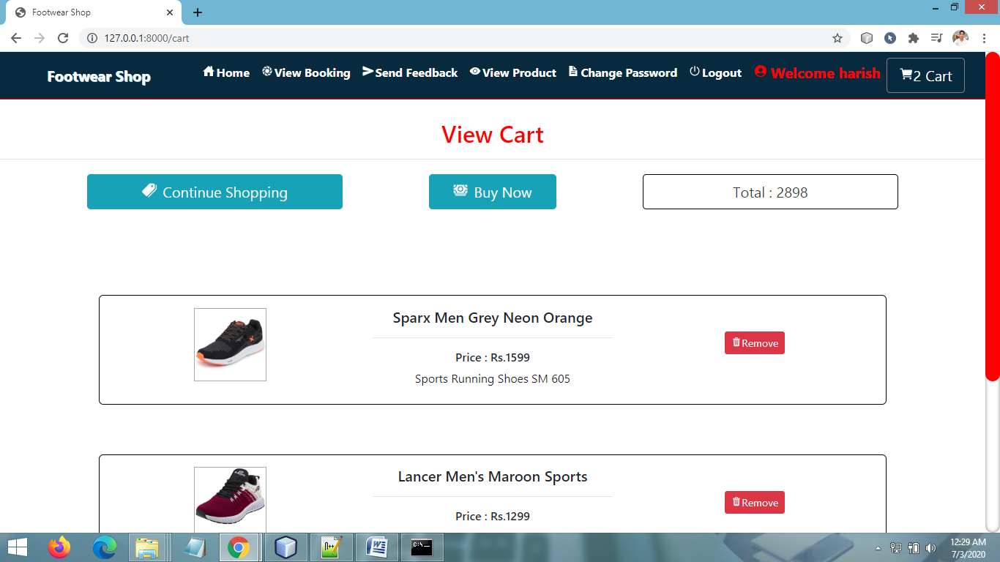 Footwear Shop
127.0.0.1:8000/cart
Footwear Shop Home View Booking Send Feedback View Product Change Password Logout Welcome harish 2 Cart
View Cart
Continue Shopping Buy Now Total : 2898
Sparx Men Grey Neon Orange
Price : Rs.1599
Remove
Sports Running Shoes SM 605
Lancer Men's Maroon Sports
Price : Rs.1299
Remove
12:29 AM
7/3/2020